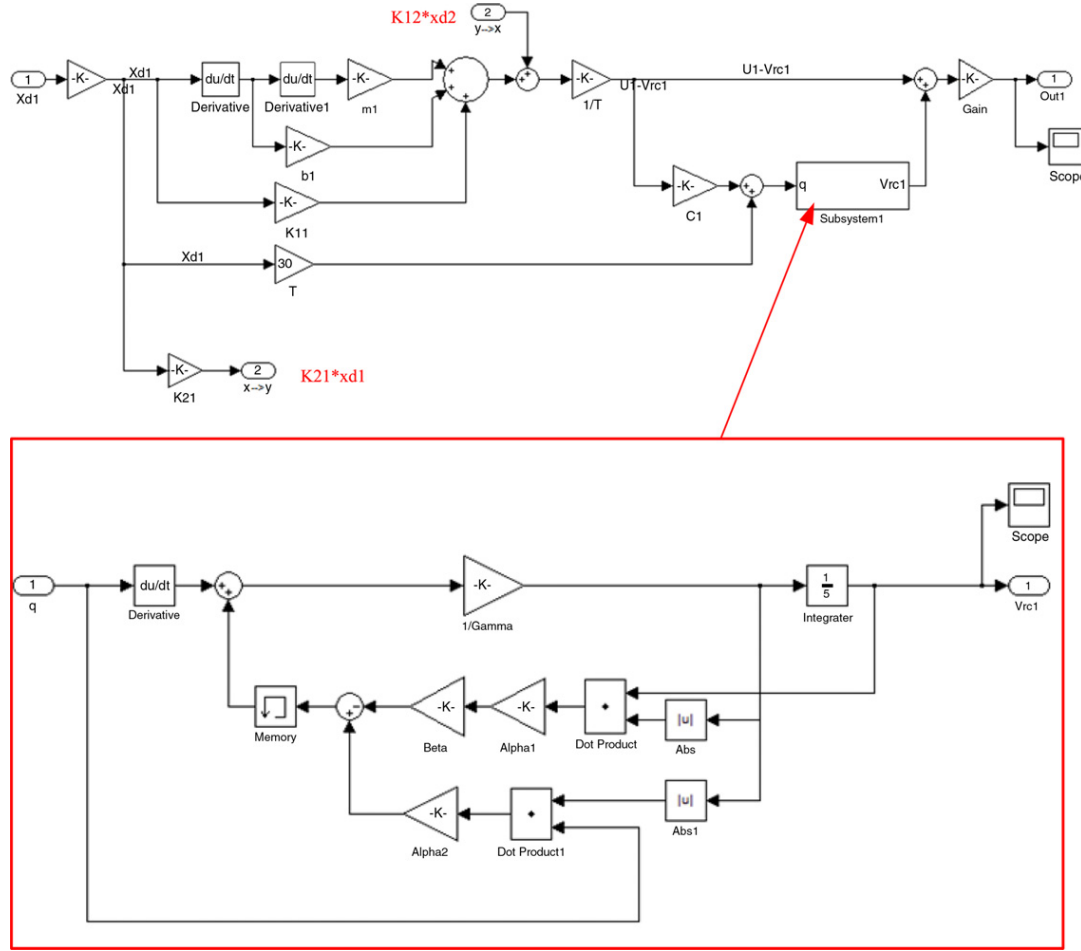 K12*xd2
2
y-->x
1
Xd1
-K-
Xd1
Xd1
du/dt
Derivative
du/dt
Derivative1
-K-
m1
+
+
+
+
+
-K-
1/T
U1-Vrc1
U1-Vrc1
+
+
-K-
Gain
1
Out1
Scope
-K-
b1
-K-
K11
-K-
C1
+
+
q
Vrc1
Subsystem1
Xd1
30
T
-K-
K21
2
x-->y
K21*xd1
Scope
1
q
du/dt
Derivative
+
+
-K-
1/Gamma
1
5
Integrater
1
Vrc1
Memory
+
-
-K-
Beta
-K-
Alpha1
Dot Product
|u|
Abs
-K-
Alpha2
Dot Product1
|u|
Abs1